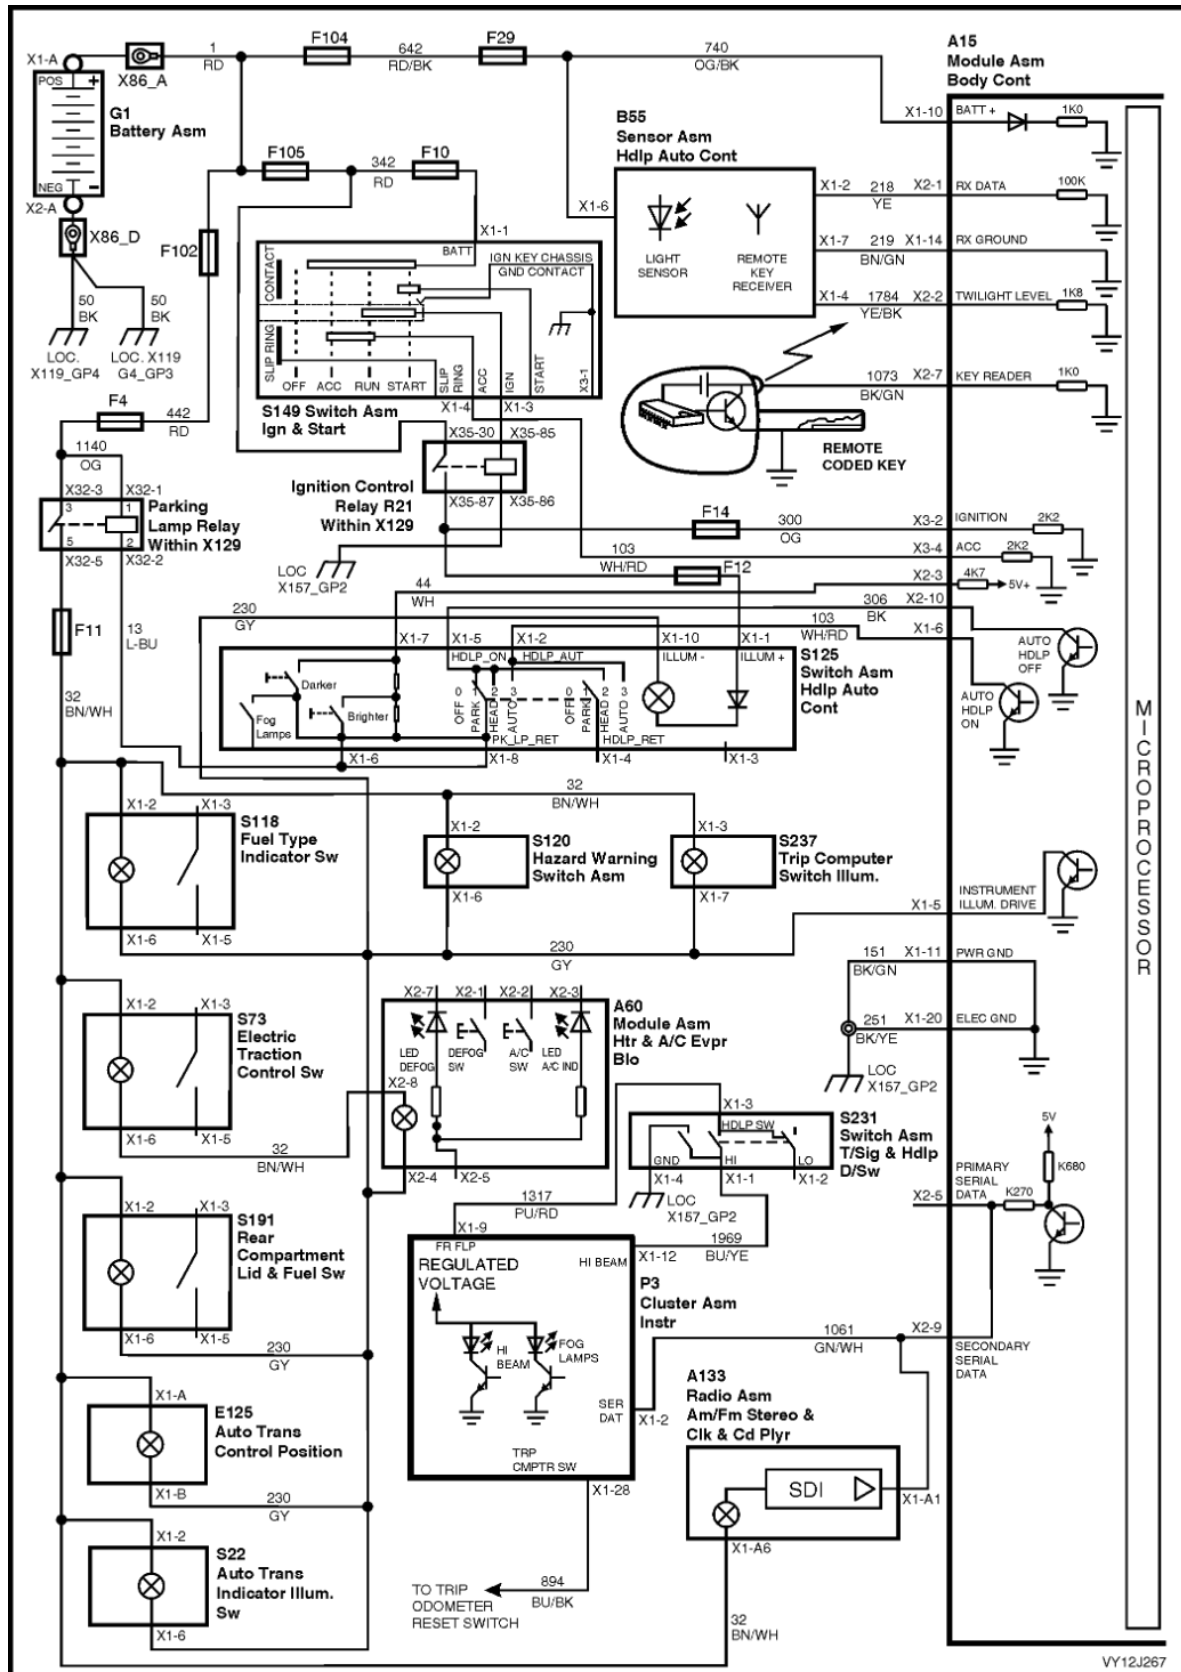 X1-A
X86_A
1
RD
F104
642
RD/BK
F29
740
OG/BK
A15
Module Asm
Body Cont
POS
+
G1
Battery Asm
NEG
-
X2-A
X86_D
50
BK
50
BK
LOC.
X119_GP4
LOC. X119
G4_GP3
F105
342
RD
F10
F102
B55
Sensor Asm
Hdlp Auto Cont
X1-6
LIGHT
SENSOR
REMOTE
KEY
RECEIVER
X1-2
218
YE
X2-1
X1-7
219
BN/GN
X1-14
X1-4
1784
YE/BK
X2-2
X1-10
BATT +
1K0
RX DATA
100K
RX GROUND
TWILIGHT LEVEL
1K8
1073
BK/GN
X2-7
KEY READER
1K0
REMOTE
CODED KEY
X1-1
BATT
IGN KEY CHASSIS
GND CONTACT
CONTACT
SLIP RING
OFF
ACC
RUN
START
SLIP
RING
ACC
IGN
START
X3-1
X1-4
X1-3
S149 Switch Asm
Ign & Start
F4
442
RD
1140
OG
X32-3
X32-1
3
1
5
2
X32-5
X32-2
Parking
Lamp Relay
Within X129
X35-30
X35-85
X35-87
X35-86
Ignition Control
Relay R21
Within X129
LOC
X157_GP2
F14
300
OG
X3-2
IGNITION
2K2
103
WH/RD
X3-4
ACC
2K2
F12
44
WH
X2-3
4K7
5V+
306
BK
X2-10
103
WH/RD
X1-6
AUTO
HDLP
OFF
AUTO
HDLP
ON
F11
13
L-BU
32
BN/WH
230
GY
X1-7
X1-5
X1-2
X1-10
X1-1
HDLP_ON
HDLP_AUT
ILLUM -
ILLUM +
Darker
Brighter
Fog
Lamps
0
1
2
3
OFF
PARK
HEAD
AUTO
0
1
2
3
OFF
PARK
HEAD
AUTO
PK_LP_RET
HDLP_RET
X1-6
X1-8
X1-4
X1-3
S125
Switch Asm
Hdlp Auto
Cont
MICROPROCESSOR
X1-2
X1-3
S118
Fuel Type
Indicator Sw
X1-6
X1-5
32
BN/WH
X1-2
S120
Hazard Warning
Switch Asm
X1-6
X1-3
S237
Trip Computer
Switch Illum.
X1-7
230
GY
X1-5
INSTRUMENT
ILLUM. DRIVE
151
BK/GN
X1-11
PWR GND
251
BK/YE
X1-20
ELEC GND
LOC
X157_GP2
X1-2
X1-3
S73
Electric
Traction
Control Sw
X1-6
X1-5
32
BN/WH
X2-7
X2-1
X2-2
X2-3
A60
Module Asm
Htr & A/C Evpr
Blo
LED
DEFOG
DEFOG
SW
A/C
SW
LED
A/C IND
X2-8
X2-4
X2-5
X1-3
HDLP SW
GND
HI
LO
X1-4
X1-1
X1-2
S231
Switch Asm
T/Sig & Hdlp
D/Sw
LOC
X157_GP2
5V
K680
PRIMARY
SERIAL
DATA
X2-5
K270
X1-2
X1-3
S191
Rear
Compartment
Lid & Fuel Sw
X1-6
X1-5
230
GY
1317
PU/RD
X1-9
FR FLP
HI BEAM
X1-12
1969
BU/YE
REGULATED
VOLTAGE
HI
BEAM
FOG
LAMPS
SER
DAT
X1-2
TRP
CMPTR SW
X1-28
P3
Cluster Asm
Instr
1061
GN/WH
X2-9
SECONDARY
SERIAL
DATA
X1-A
E125
Auto Trans
Control Position
X1-B
230
GY
A133
Radio Asm
Am/Fm Stereo &
Clk & Cd Plyr
SDI
X1-A1
X1-A6
X1-2
S22
Auto Trans
Indicator Illum.
Sw
X1-6
TO TRIP
ODOMETER
RESET SWITCH
894
BU/BK
32
BN/WH
VY12J267